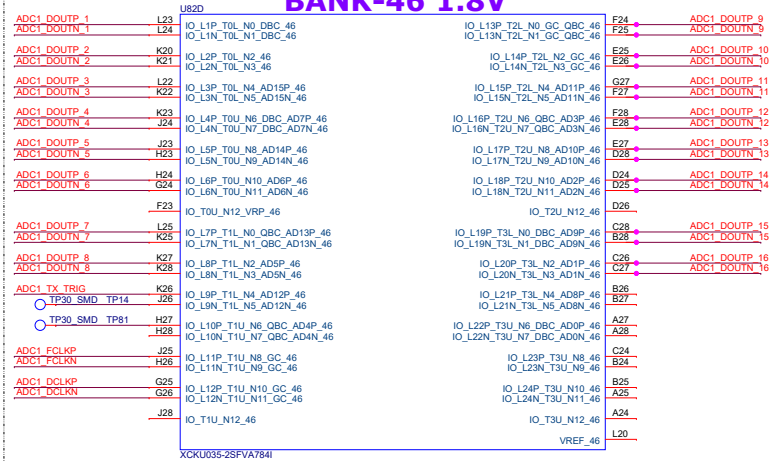 BANK-46 1.8V
U82D
ADC1_DOUTP_1 L23 IO_L1P_T0L_N0_DBC_46 IO_L13P_T2L_N0_GC_QBC_46 F24 ADC1_DOUTP_9
ADC1_DOUTN_1 L24 IO_L1N_T0L_N1_DBC_46 IO_L13N_T2L_N1_GC_QBC_46 F25 ADC1_DOUTN_9
ADC1_DOUTP_2 K20 IO_L2P_T0L_N2_46 IO_L14P_T2L_N2_GC_46 E25 ADC1_DOUTP_10
ADC1_DOUTN_2 K21 IO_L2N_T0L_N3_46 IO_L14N_T2L_N3_GC_46 E26 ADC1_DOUTN_10
ADC1_DOUTP_3 L22 IO_L3P_T0L_N4_AD15P_46 IO_L15P_T2L_N4_AD11P_46 G27 ADC1_DOUTP_11
ADC1_DOUTN_3 K22 IO_L3N_T0L_N5_AD15N_46 IO_L15N_T2L_N5_AD11N_46 F27 ADC1_DOUTN_11
ADC1_DOUTP_4 K23 IO_L4P_T0U_N6_DBC_AD7P_46 IO_L16P_T2U_N6_QBC_AD3P_46 F28 ADC1_DOUTP_12
ADC1_DOUTN_4 J24 IO_L4N_T0U_N7_DBC_AD7N_46 IO_L16N_T2U_N7_QBC_AD3N_46 E28 ADC1_DOUTN_12
ADC1_DOUTP_5 J23 IO_L5P_T0U_N8_AD14P_46 IO_L17P_T2U_N8_AD10P_46 E27 ADC1_DOUTP_13
ADC1_DOUTN_5 H23 IO_L5N_T0U_N9_AD14N_46 IO_L17N_T2U_N9_AD10N_46 D28 ADC1_DOUTN_13
ADC1_DOUTP_6 H24 IO_L6P_T0U_N10_AD6P_46 IO_L18P_T2U_N10_AD2P_46 D24 ADC1_DOUTP_14
ADC1_DOUTN_6 G24 IO_L6N_T0U_N11_AD6N_46 IO_L18N_T2U_N11_AD2N_46 D25 ADC1_DOUTN_14
F23 IO_T0U_N12_VRP_46 IO_T2U_N12_46 D26
ADC1_DOUTP_7 L25 IO_L7P_T1L_N0_QBC_AD13P_46 IO_L19P_T3L_N0_DBC_AD9P_46 C28 ADC1_DOUTP_15
ADC1_DOUTN_7 K25 IO_L7N_T1L_N1_QBC_AD13N_46 IO_L19N_T3L_N1_DBC_AD9N_46 B28 ADC1_DOUTN_15
ADC1_DOUTP_8 K27 IO_L8P_T1L_N2_AD5P_46 IO_L20P_T3L_N2_AD1P_46 C26 ADC1_DOUTP_16
ADC1_DOUTN_8 K28 IO_L8N_T1L_N3_AD5N_46 IO_L20N_T3L_N3_AD1N_46 C27 ADC1_DOUTN_16
ADC1_TX_TRIG K26 IO_L9P_T1L_N4_AD12P_46 IO_L21P_T3L_N4_AD8P_46 B26
TP30_SMD TP14 J26 IO_L9N_T1L_N5_AD12N_46 IO_L21N_T3L_N5_AD8N_46 B27
TP30_SMD TP81 H27 IO_L10P_T1U_N6_QBC_AD4P_46 IO_L22P_T3U_N6_DBC_AD0P_46 A27
H28 IO_L10N_T1U_N7_QBC_AD4N_46 IO_L22N_T3U_N7_DBC_AD0N_46 A28
ADC1_FCLKP J25 IO_L11P_T1U_N8_GC_46 IO_L23P_T3U_N8_46 C24
ADC1_FCLKN H26 IO_L11N_T1U_N9_GC_46 IO_L23N_T3U_N9_46 B24
ADC1_DCLKP G25 IO_L12P_T1U_N10_GC_46 IO_L24P_T3U_N10_46 B25
ADC1_DCLKN G26 IO_L12N_T1U_N11_GC_46 IO_L24N_T3U_N11_46 A25
J28 IO_T1U_N12_46 IO_T3U_N12_46 A24
VREF_46 L20
XCKU035-2SFVA784I